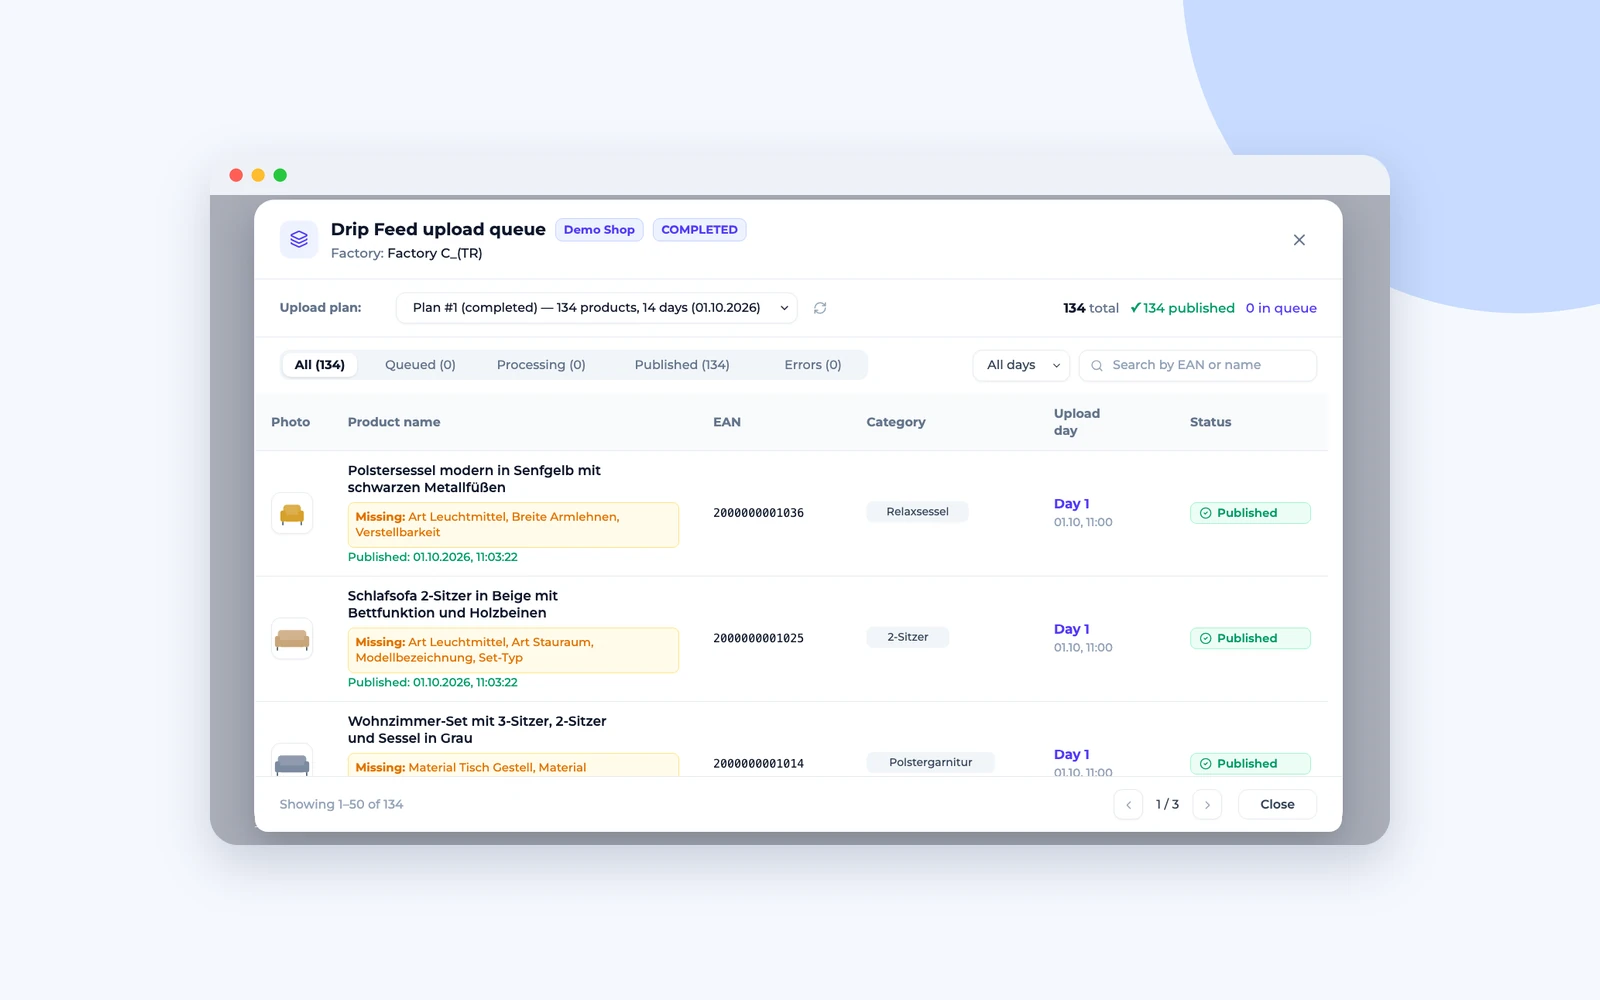 Drip Feed upload queue Demo Shop COMPLETED
Factory: Factory C_(TR)
Upload plan: Plan #1 (completed) — 134 products, 14 days (01.10.2026) 134 total ✓134 published 0 in queue
All (134) Queued (0) Processing (0) Published (134) Errors (0) All days Search by EAN or name
Photo Product name EAN Category Upload day Status
Polstersessel modern in Senfgelb mit
schwarzen Metallfüßen
Missing: Art Leuchtmittel, Breite Armlehnen,
Verstellbarkeit
Published: 01.10.2026, 11:03:22
2000000001036
Relaxsessel
Day 1
01.10, 11:00
Published
Schlafsofa 2-Sitzer in Beige mit
Bettfunktion und Holzbeinen
Missing: Art Leuchtmittel, Art Stauraum,
Modellbezeichnung, Set-Typ
Published: 01.10.2026, 11:03:22
2000000001025
2-Sitzer
Day 1
01.10, 11:00
Published
Wohnzimmer-Set mit 3-Sitzer, 2-Sitzer
und Sessel in Grau
Missing: Material Tisch Gestell, Material
2000000001014
Polstergarnitur
Day 1
01.10, 11:00
Published
Showing 1–50 of 134 1 / 3 Close